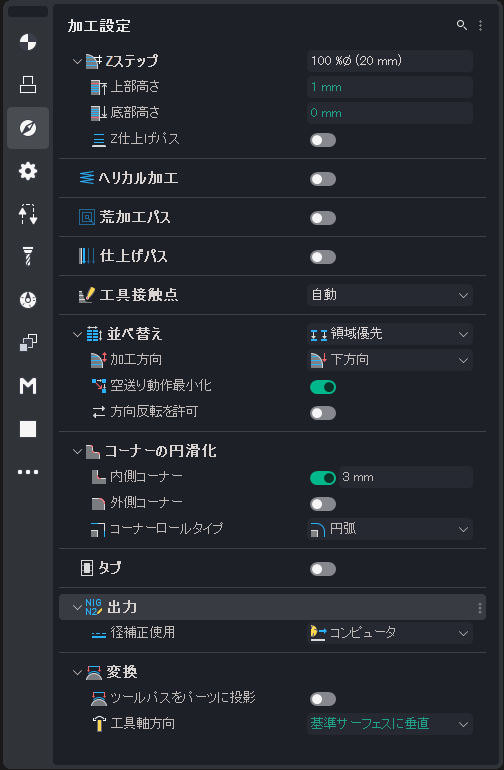 加工設定
Zステップ 100 %Ø (20 mm)
上部高さ 1 mm
底部高さ 0 mm
Z仕上げパス
ヘリカル加工
荒加工パス
仕上げパス
工具接触点 自動
並べ替え 領域優先
加工方向 下方向
空送り動作最小化
方向反転を許可
コーナーの円滑化
内側コーナー 3 mm
外側コーナー
コーナーロールタイプ 円弧
タブ
NIG N2 出力
径補正使用 コンピュータ
変換
ツールパスをパーツに投影
工具軸方向 基準サーフェスに垂直
M